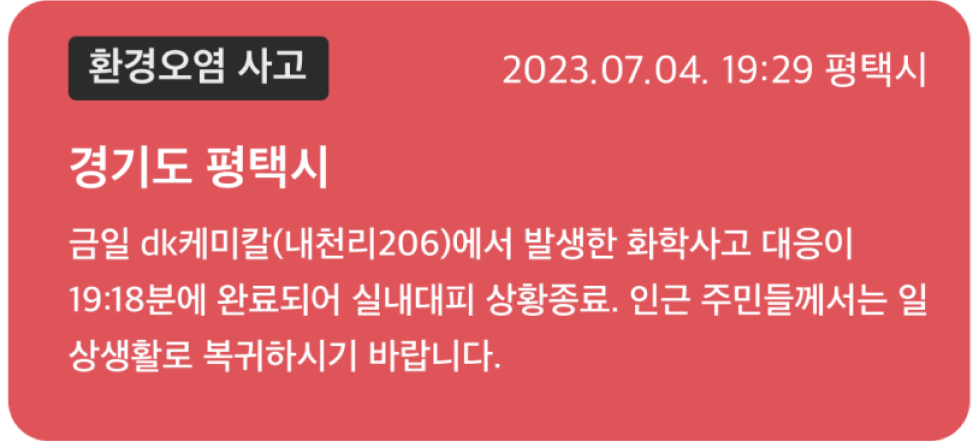 환경오염 사고
2023.07.04. 19:29 평택시
경기도 평택시
금일 dk케미칼(내천리206)에서 발생한 화학사고 대응이
19:18분에 완료되어 실내대피 상황종료. 인근 주민들께서는 일
상생활로 복귀하시기 바랍니다.